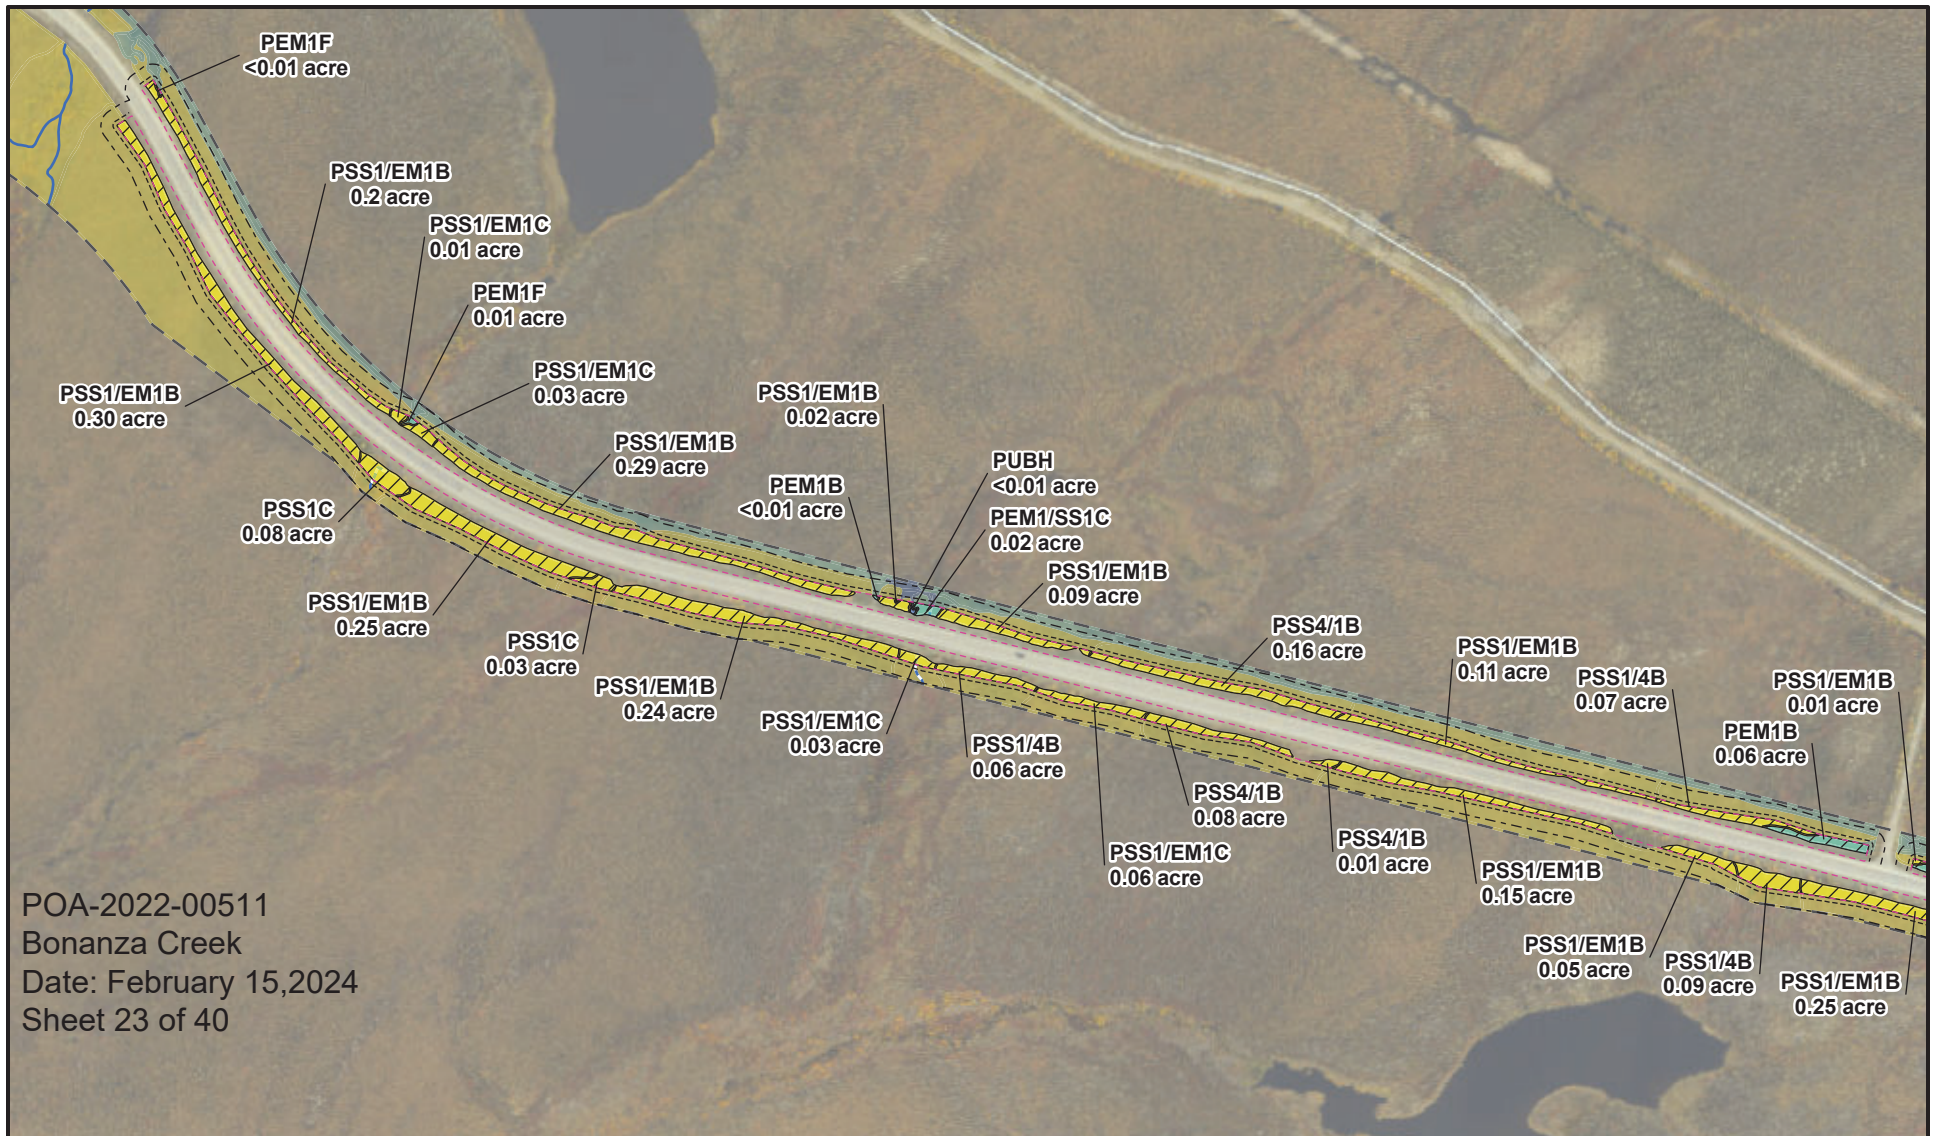 PEM1F
<0.01 acre
PSS1/EM1B
0.2 acre
PSS1/EM1C
0.01 acre
PEM1F
0.01 acre
PSS1/EM1C
0.03 acre
PSS1/EM1B
0.30 acre
PSS1/EM1B
0.02 acre
PSS1/EM1B
0.29 acre
PUBH
<0.01 acre
PEM1B
<0.01 acre
PSS1C
0.08 acre
PEM1/SS1C
0.02 acre
PSS1/EM1B
0.09 acre
PSS1/EM1B
0.25 acre
PSS1C
0.03 acre
PSS4/1B
0.16 acre
PSS1/EM1B
0.11 acre
PSS1/4B
0.07 acre
PSS1/EM1B
0.01 acre
PSS1/EM1B
0.24 acre
PSS1/EM1C
0.03 acre
PEM1B
0.06 acre
PSS1/4B
0.06 acre
PSS4/1B
0.08 acre
PSS4/1B
0.01 acre
PSS1/EM1C
0.06 acre
PSS1/EM1B
0.15 acre
PSS1/EM1B
0.05 acre
PSS1/4B
0.09 acre
PSS1/EM1B
0.25 acre
POA-2022-00511
Bonanza Creek
Date: February 15,2024
Sheet 23 of 40